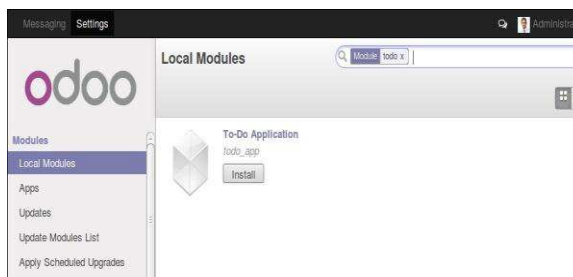 Messaging Settings
Administra
odoo
Local Modules
Module todo x
Modules
Local Modules
Apps
Updates
Update Modules List
Apply Scheduled Upgrades
To-Do Application
todo_app
Install